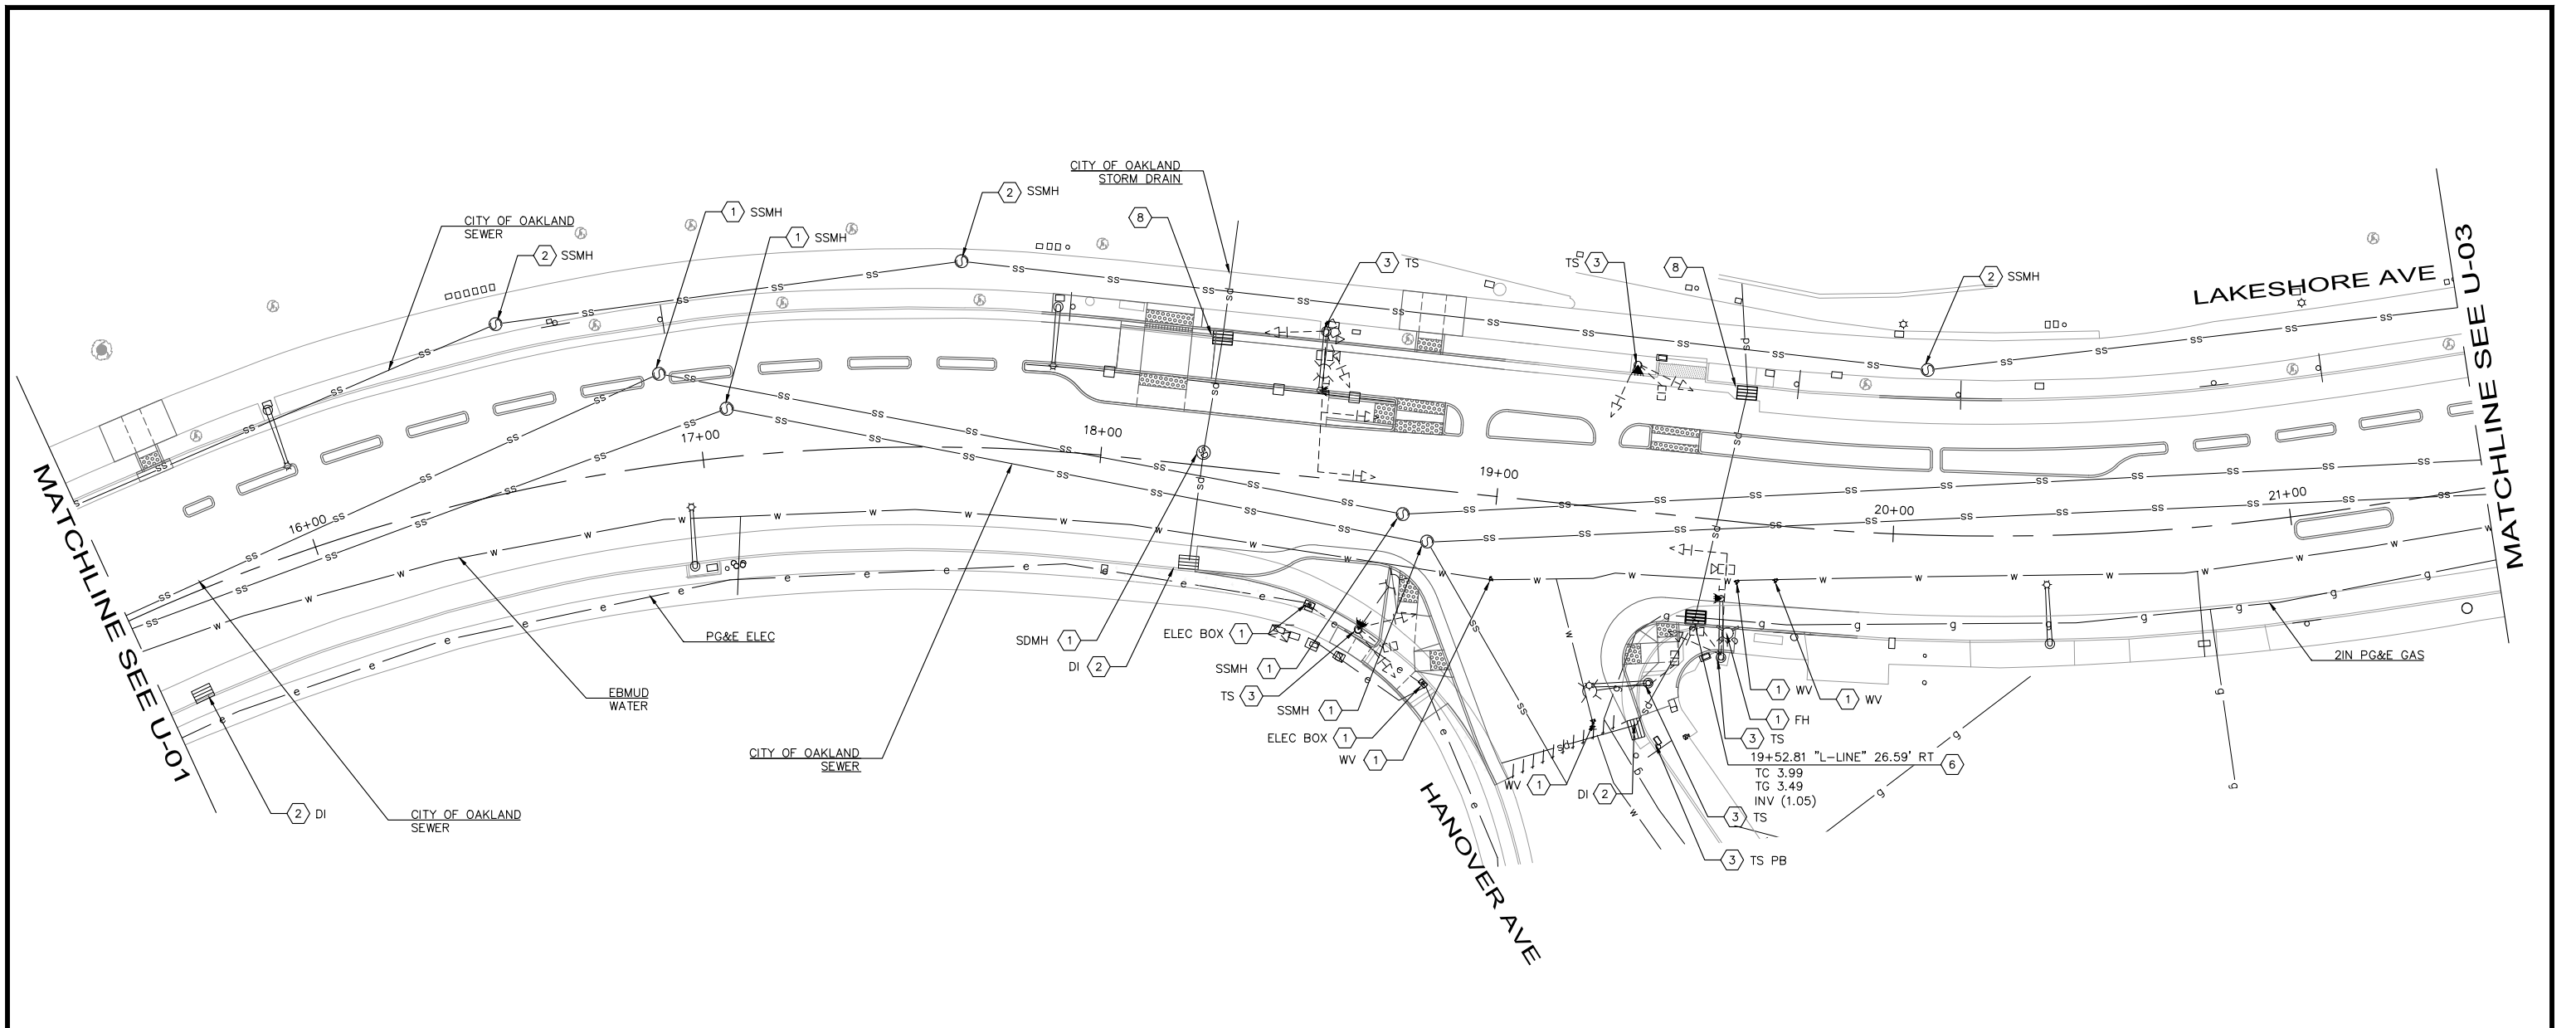 CITY OF OAKLAND
STORM DRAIN
2 SSMH
1 SSMH
8
CITY OF OAKLAND
SEWER
1 SSMH
2 SSMH
3 TS
TS 3
8
2 SSMH
LAKESHORE AVE
MATCHLINE SEE U-03
MATCHLINE SEE U-01
16+00
17+00
18+00
19+00
20+00
21+00
SDMH 1
ELEC BOX 1
DI 2
SSMH 1
TS 3
SSMH 1
ELEC BOX 1
WV 1
PG&E ELEC
EBMUD
WATER
CITY OF OAKLAND
SEWER
2 DI
CITY OF OAKLAND
SEWER
HANOVER AVE
WV 1
DI 2
1 WV
1 WV
1 FH
3 TS
19+52.81 "L-LINE" 26.59' RT 6
TC 3.99
TG 3.49
INV (1.05)
3 TS
3 TS PB
2IN PG&E GAS
ss
sd
w
e
g